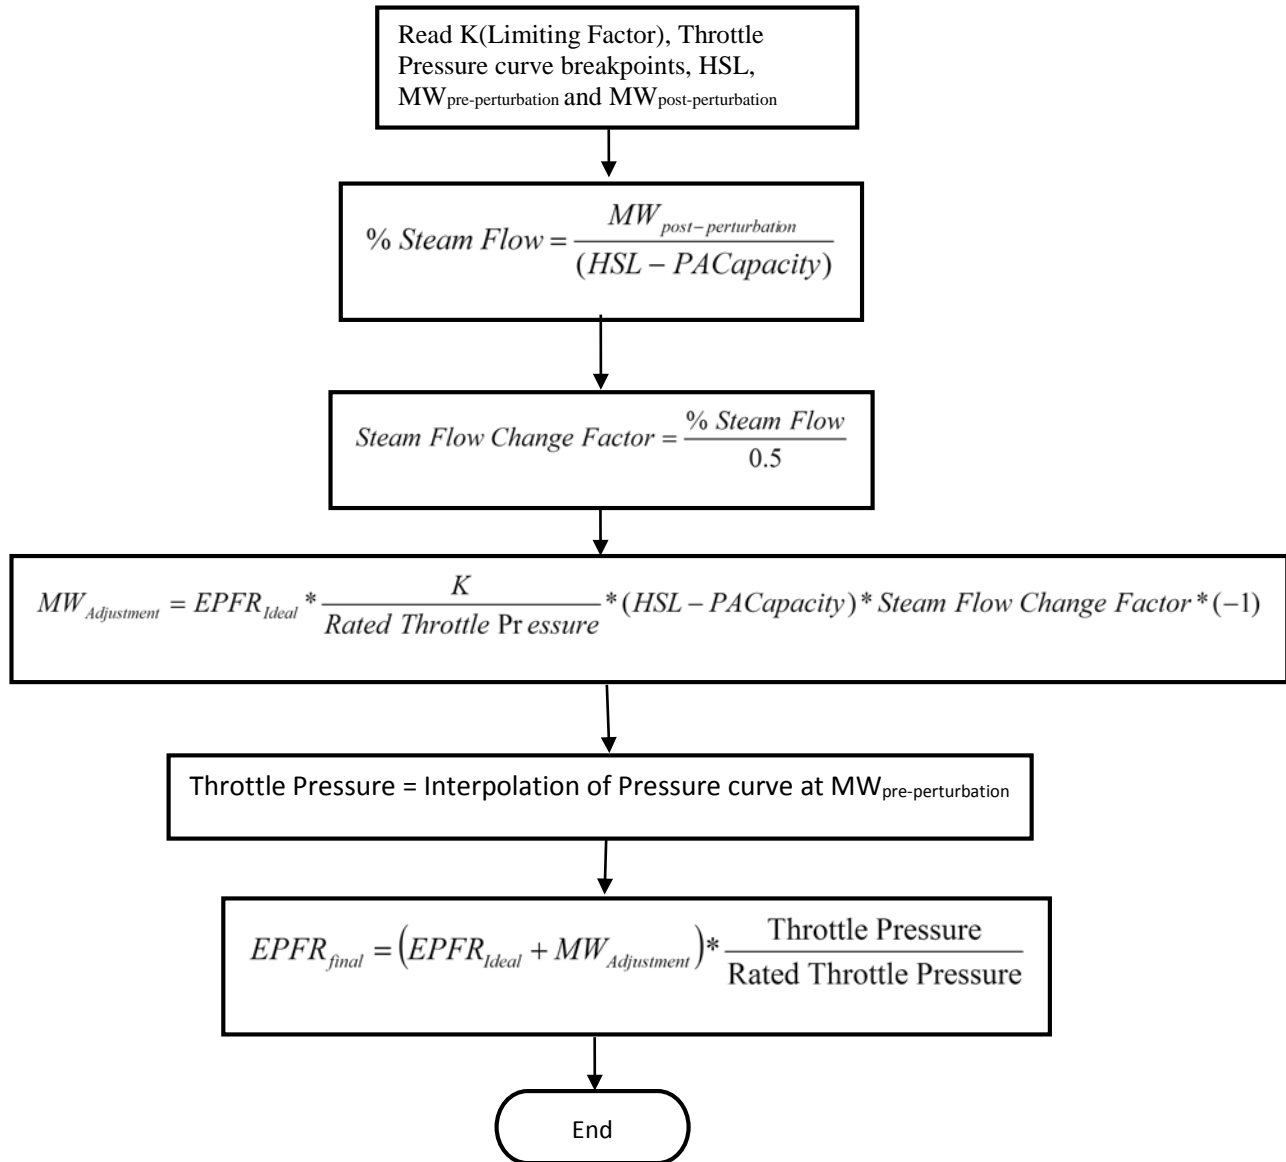 Read K(Limiting Factor), Throttle
Pressure curve breakpoints, HSL,
MWpre-perturbation and MWpost-perturbation
% Steam Flow = MWpost−perturbation / (HSL − PACapacity)
Steam Flow Change Factor = % Steam Flow / 0.5
MWAdjustment = EPFRIdeal * K / Rated Throttle Pr essure * (HSL − PACapacity) * Steam Flow Change Factor * (−1)
Throttle Pressure = Interpolation of Pressure curve at MWpre-perturbation
EPFRfinal = (EPFRIdeal + MWAdjustment) * Throttle Pressure / Rated Throttle Pressure
End